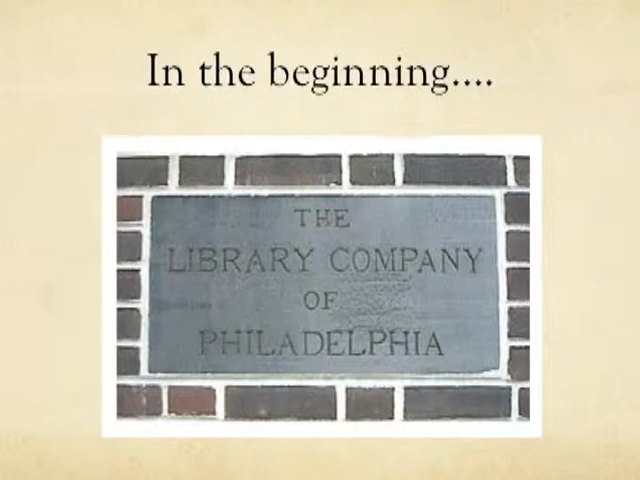 In the beginning....
THE
LIBRARY COMPANY
OF
PHILADELPHIA